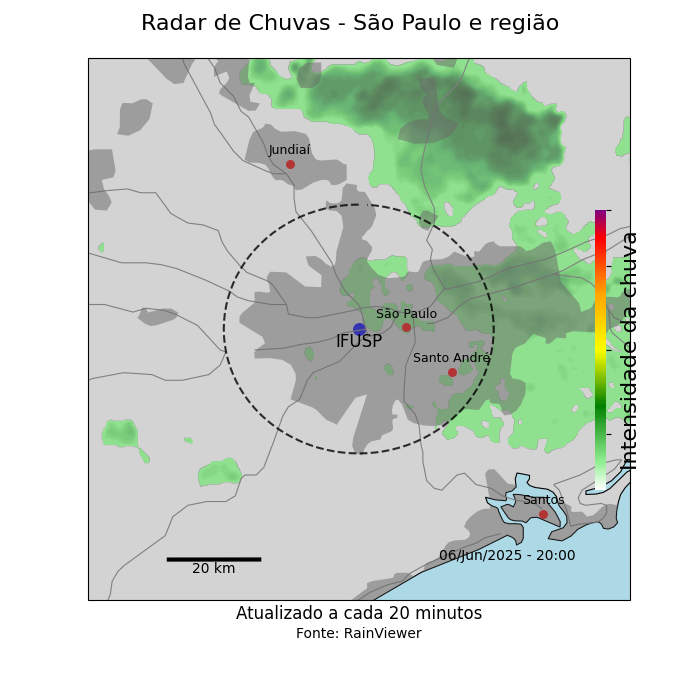 Radar de Chuvas - São Paulo e região
Jundiaí
São Paulo
IFUSP
Santo André
Intensidade da chuva
Santos
06/Jun/2025 - 20:00
20 km
Atualizado a cada 20 minutos
Fonte: RainViewer